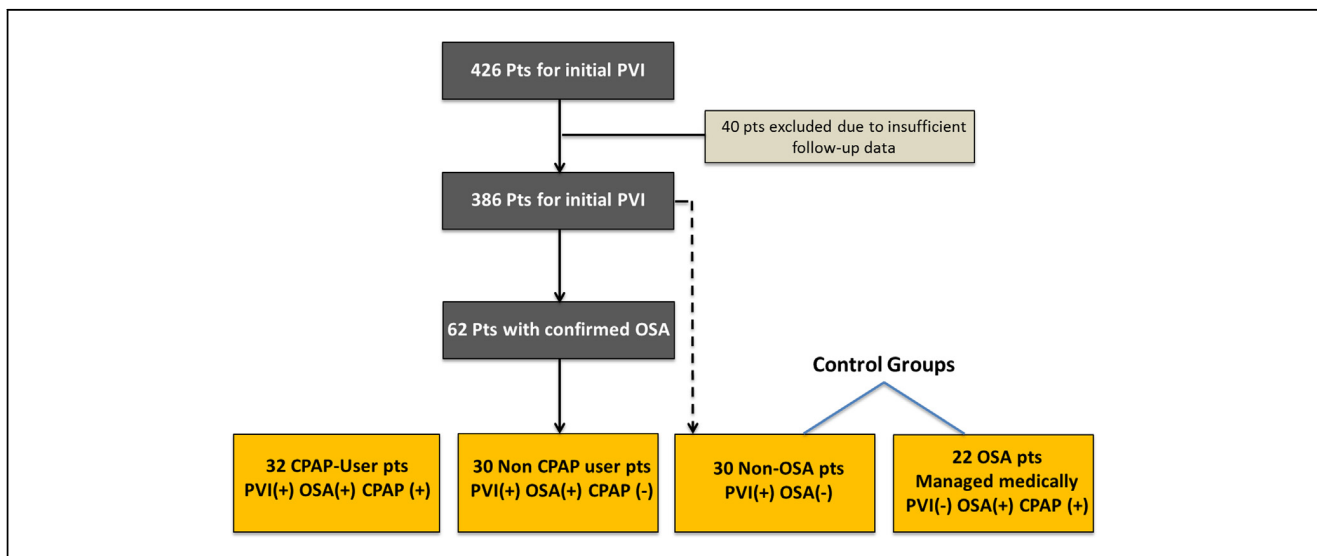 426 Pts for initial PVI
40 pts excluded due to insufficient
follow-up data
386 Pts for initial PVI
62 Pts with confirmed OSA
Control Groups
32 CPAP-User pts
PVI(+) OSA(+) CPAP (+)
30 Non CPAP user pts
PVI(+) OSA(+) CPAP (-)
30 Non-OSA pts
PVI(+) OSA(-)
22 OSA pts
Managed medically
PVI(-) OSA(+) CPAP (+)